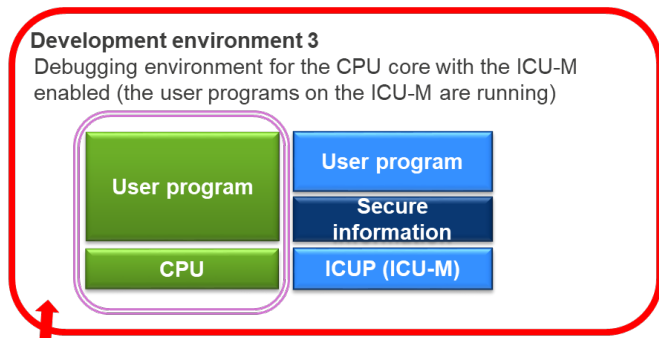 Development environment 3
Debugging environment for the CPU core with the ICU-M
enabled (the user programs on the ICU-M are running)
User program
User program
Secure
information
CPU
ICUP (ICU-M)